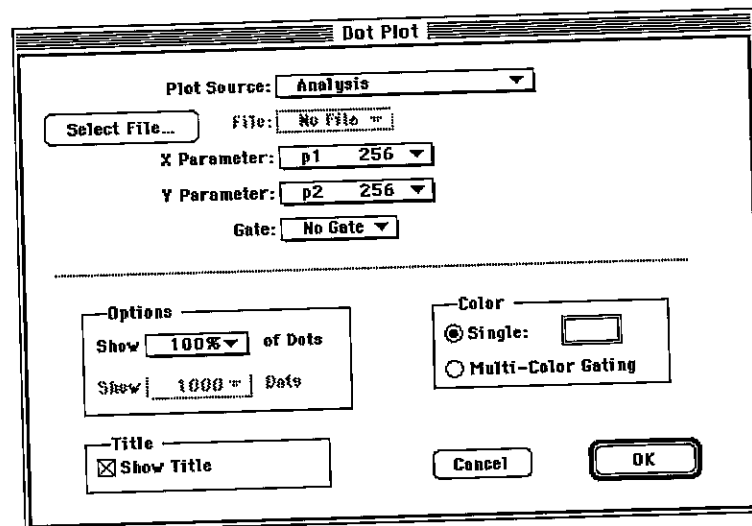 Dot Plot
Plot Source: Analysis
Select File... File: No File
X Parameter: p1 256
Y Parameter: p2 256
Gate: No Gate
Options
Show 100% of Dots
Show 1000 Dots
Color
Single:
Multi-Color Gating
Title
Show Title
Cancel
OK